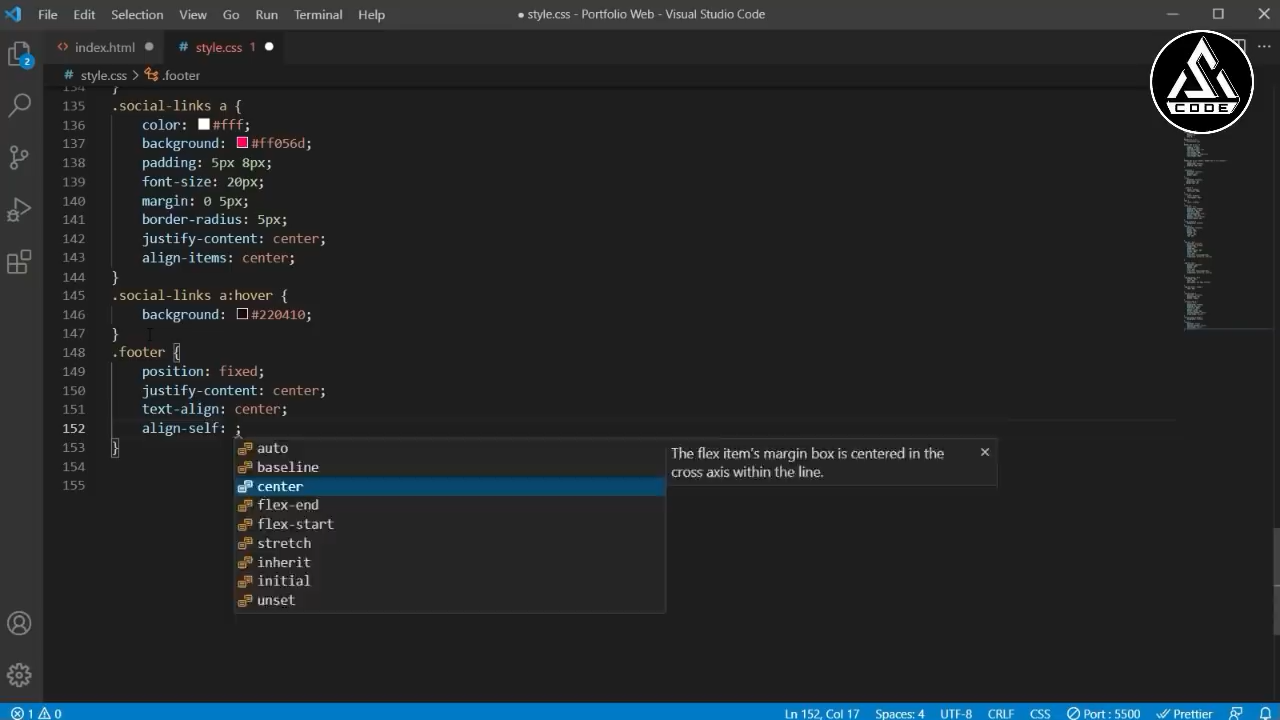 File Edit Selection View Go Run Terminal Help ● style.css - Portfolio Web - Visual Studio Code
index.html ● # style.css 1 ●
# style.css > .footer
CODE
134 }
135 .social-links a {
136 color: #fff;
137 background: #ff056d;
138 padding: 5px 8px;
139 font-size: 20px;
140 margin: 0 5px;
141 border-radius: 5px;
142 justify-content: center;
143 align-items: center;
144 }
145 .social-links a:hover {
146 background: #220410;
147 }
148 .footer {
149 position: fixed;
150 justify-content: center;
151 text-align: center;
152 align-self: ;
153 }
154
155
auto
baseline
center
flex-end
flex-start
stretch
inherit
initial
unset
The flex item's margin box is centered in the
cross axis within the line.
2
1 0 Ln 152, Col 17 Spaces: 4 UTF-8 CRLF CSS Port : 5500 Prettier